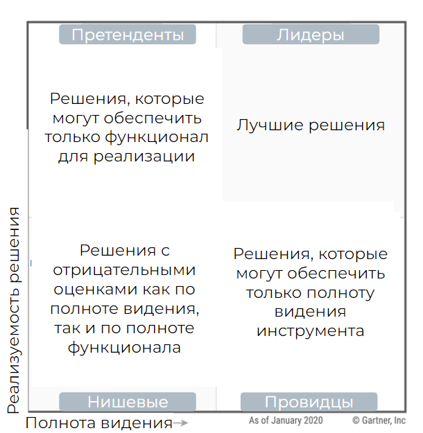 Претенденты
Лидеры
Решения, которые
могут обеспечить
только функционал
для реализации
Лучшие решения
Реализуемость решения
Решения с
отрицательными
оценками как по
полноте видения,
так и по полноте
функционала
Решения, которые
могут обеспечить
только полноту
видения
инструмента
Нишевые
Провидцы
Полнота видения
As of January 2020
© Gartner, Inc